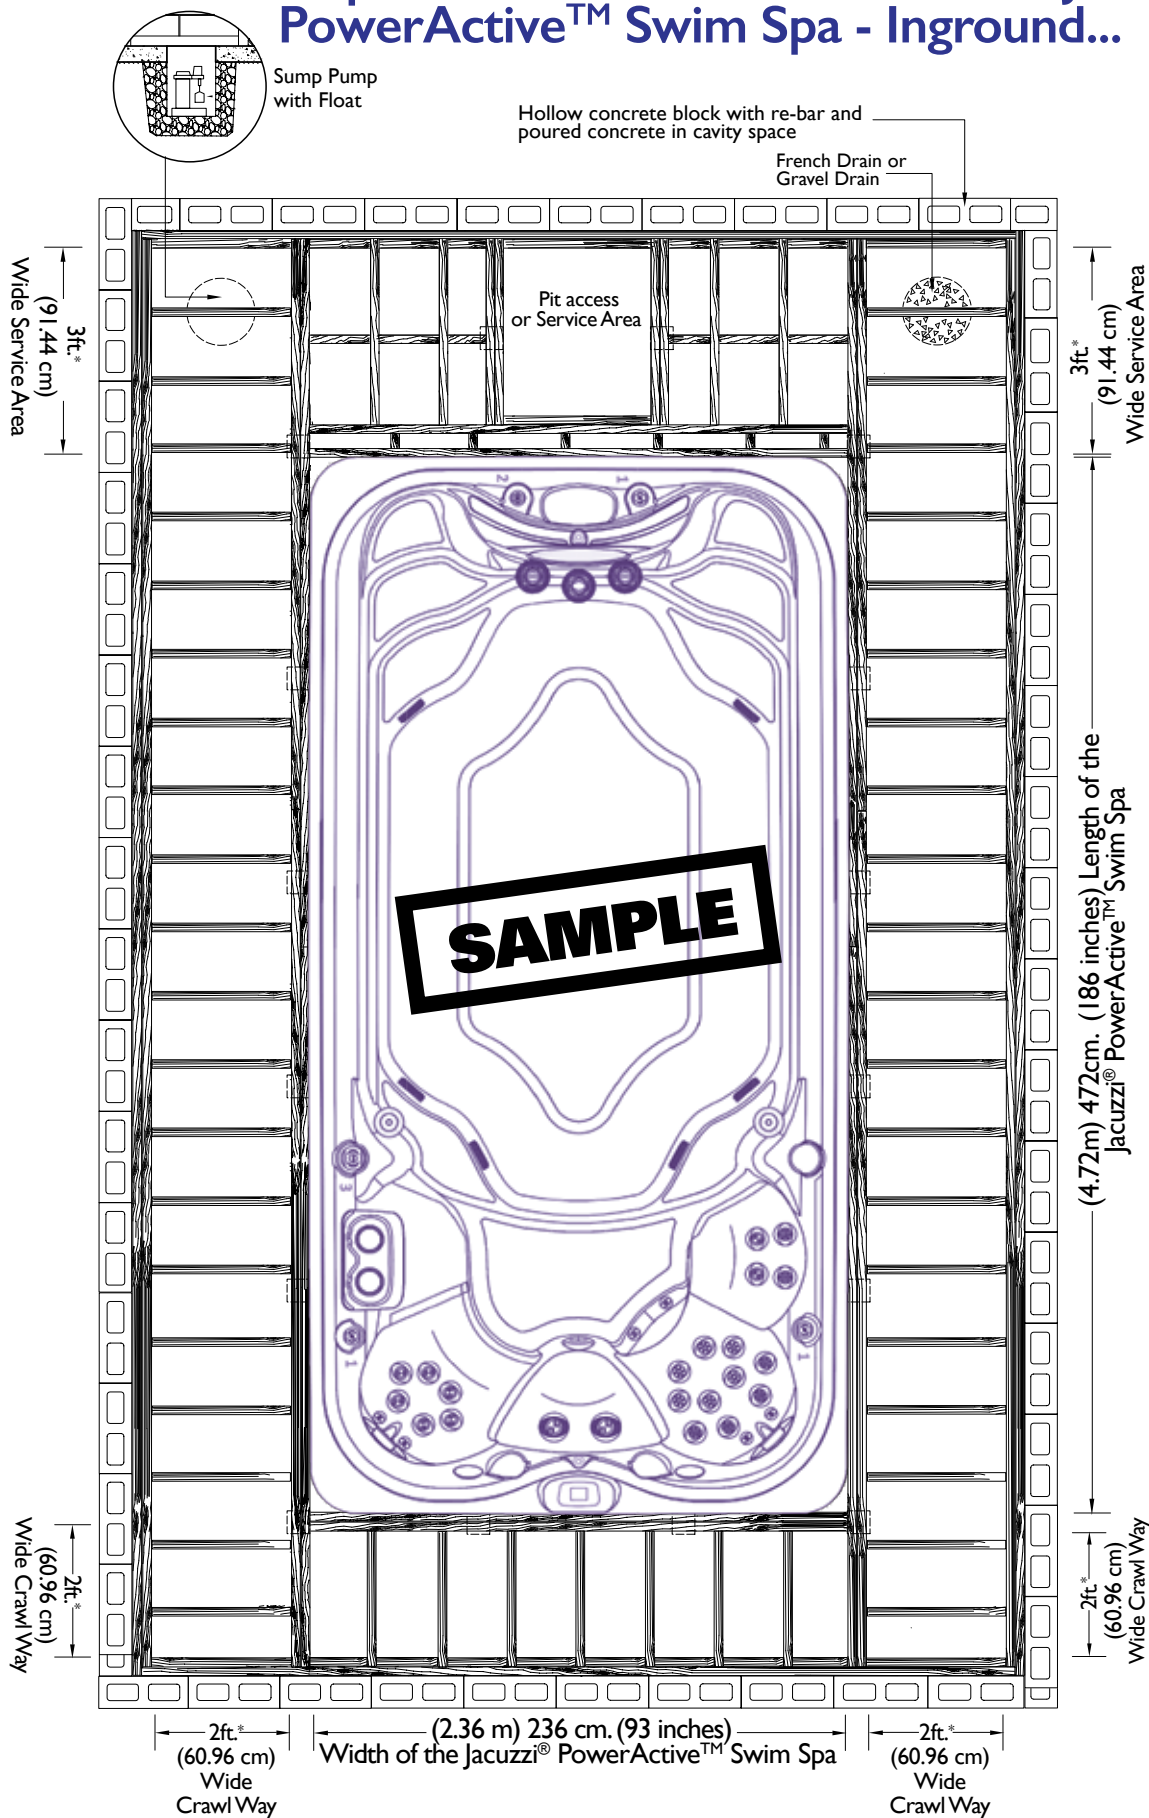 PowerActive™ Swim Spa - Inground...
Sump Pump
with Float
Hollow concrete block with re-bar and
poured concrete in cavity space
French Drain or
Gravel Drain
3ft.*
(91.44 cm)
Wide Service Area
Pit access
or Service Area
3ft.*
(91.44 cm)
Wide Service Area
2
1
(4.72m) 472cm. (186 inches) Length of the
Jacuzzi® PowerActive™ Swim Spa
SAMPLE
3
1
1
2ft.*
(60.96 cm)
Wide Crawl Way
2ft.*
(60.96 cm)
Wide Crawl Way
2ft.*
(60.96 cm)
Wide
Crawl Way
(2.36 m) 236 cm. (93 inches)
Width of the Jacuzzi® PowerActive™ Swim Spa
2ft.*
(60.96 cm)
Wide
Crawl Way